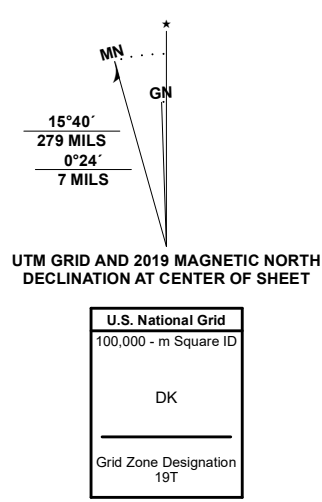 ★
MN
GN
15°40´
279 MILS
0°24´
7 MILS
UTM GRID AND 2019 MAGNETIC NORTH
DECLINATION AT CENTER OF SHEET
U.S. National Grid
100,000 - m Square ID
DK
Grid Zone Designation
19T